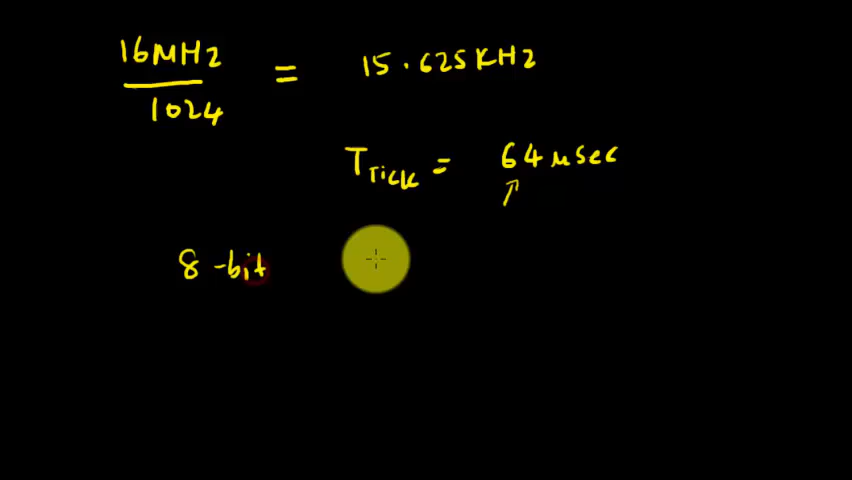 16MHz
1024
= 15.625KHz
TTick = 64 μsec
8-bit